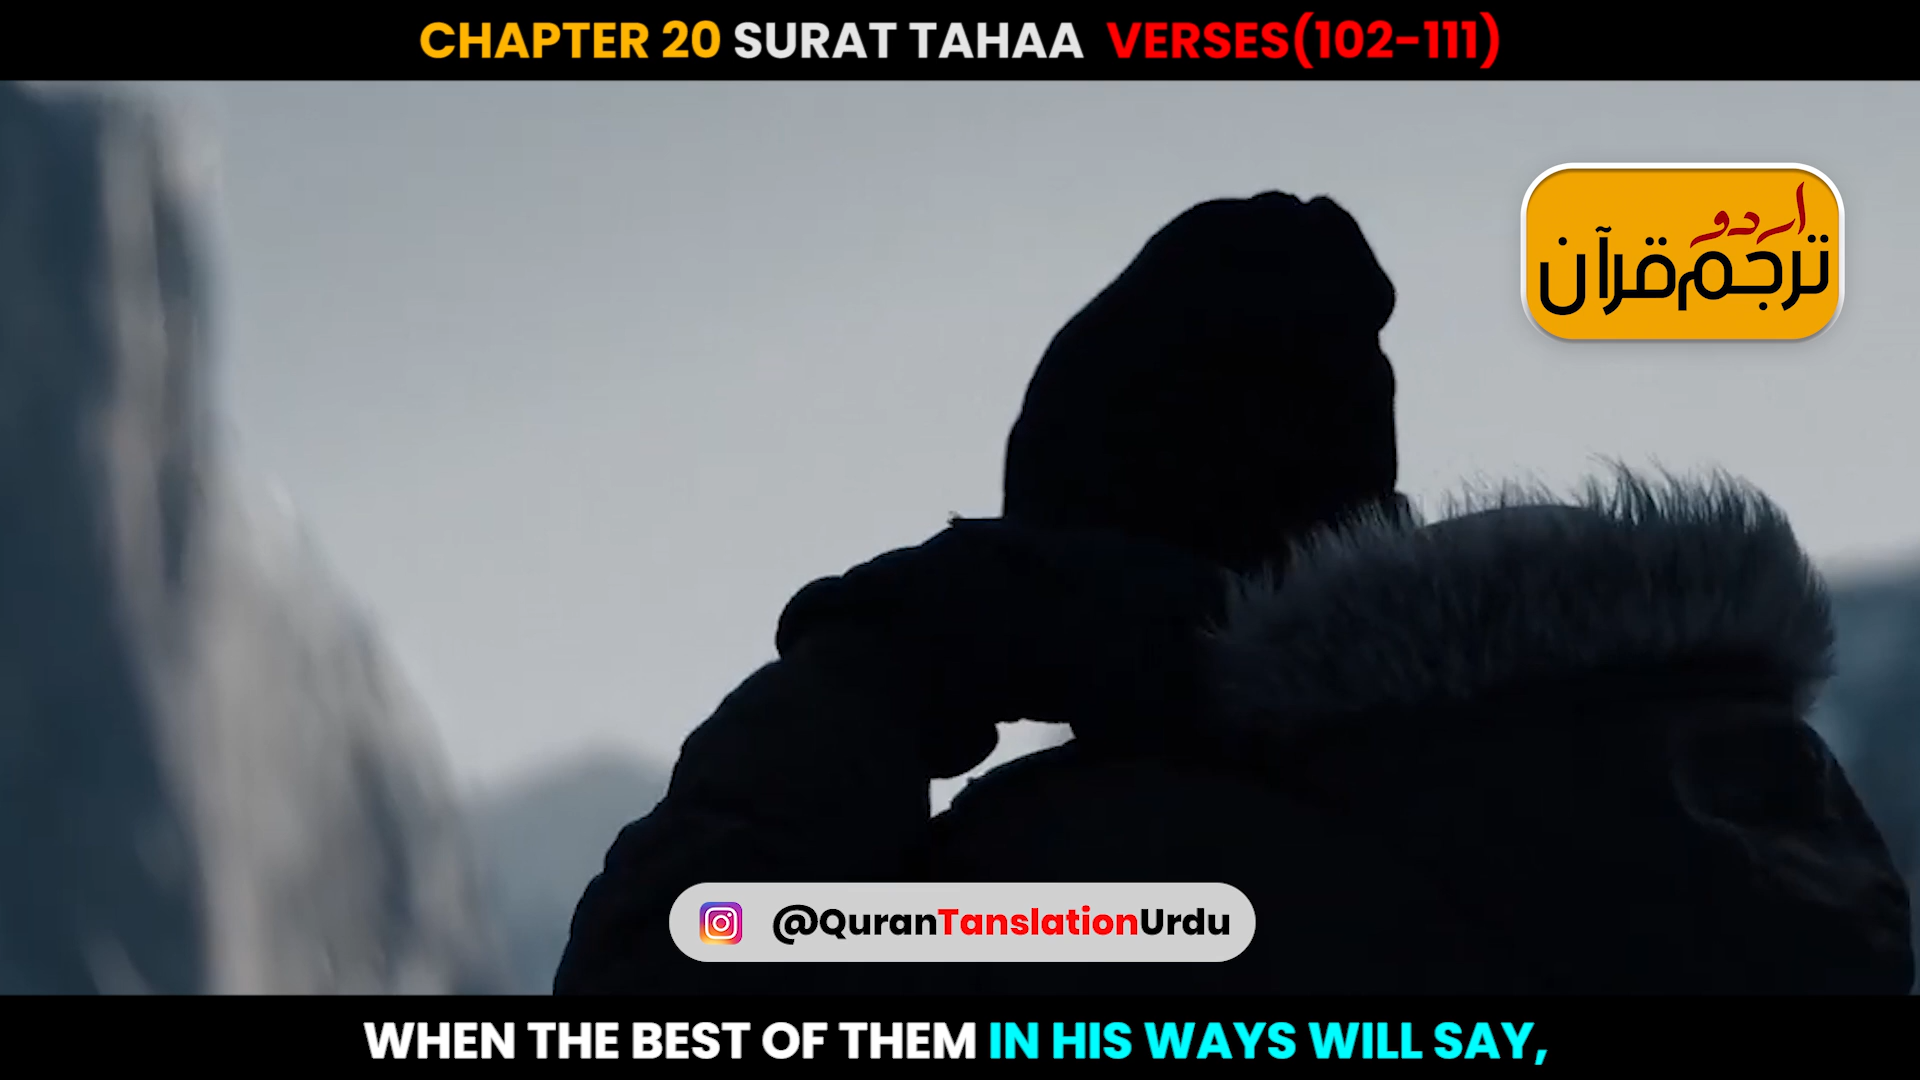 CHAPTER 20 SURAT TAHAA VERSES(102-111)
اردو
ترجم قرآن
@QuranTanslationUrdu
WHEN THE BEST OF THEM IN HIS WAYS WILL SAY,